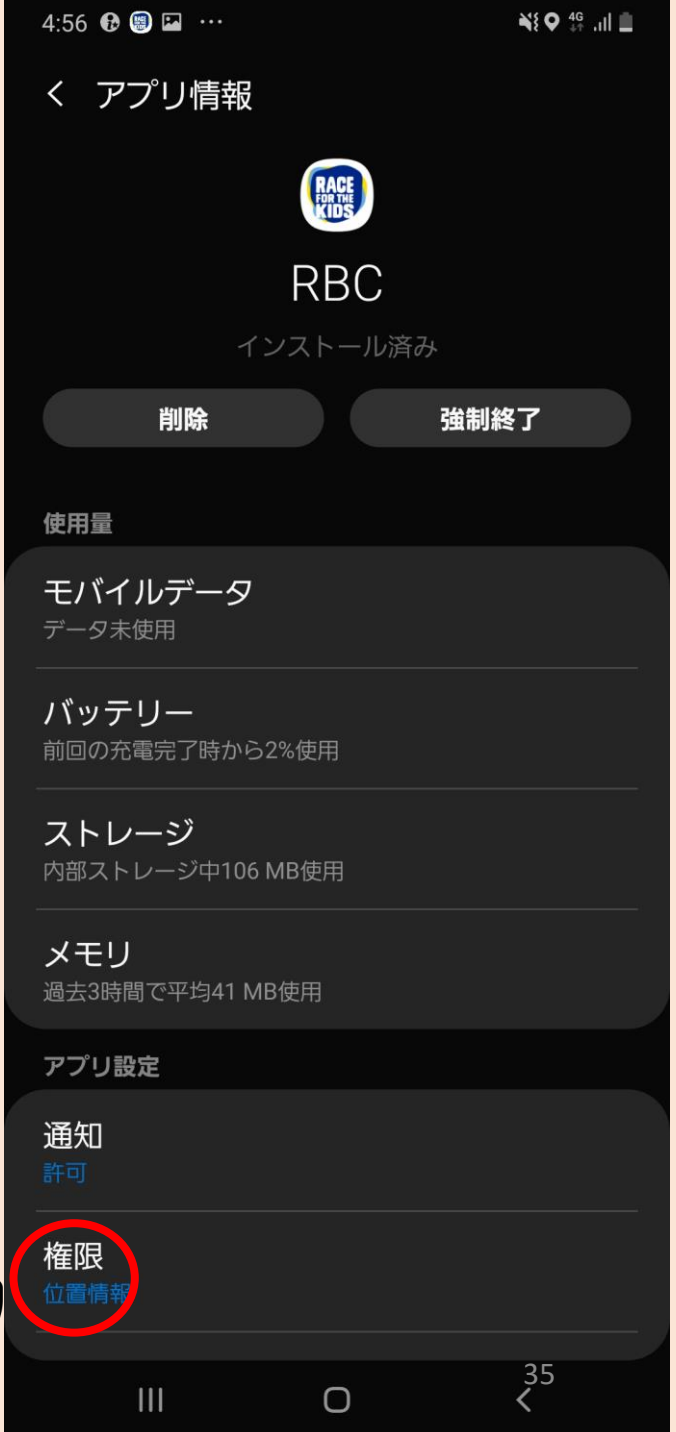 4:56
4G
アプリ情報
RACE
FOR THE
KIDS
RBC
インストール済み
削除
強制終了
使用量
モバイルデータ
データ未使用
バッテリー
前回の充電完了時から2%使用
ストレージ
内部ストレージ中106 MB使用
メモリ
過去3時間で平均41 MB使用
アプリ設定
通知
許可
権限
位置情報
35